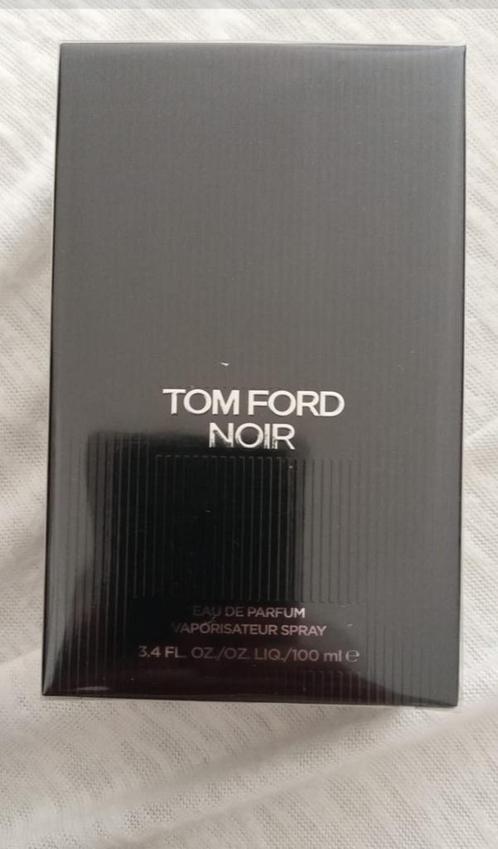 TOM FORD
NOIR
EAU DE PARFUM
VAPORISATEUR SPRAY
3.4 FL. OZ./OZ. LIQ./100 ml ℮